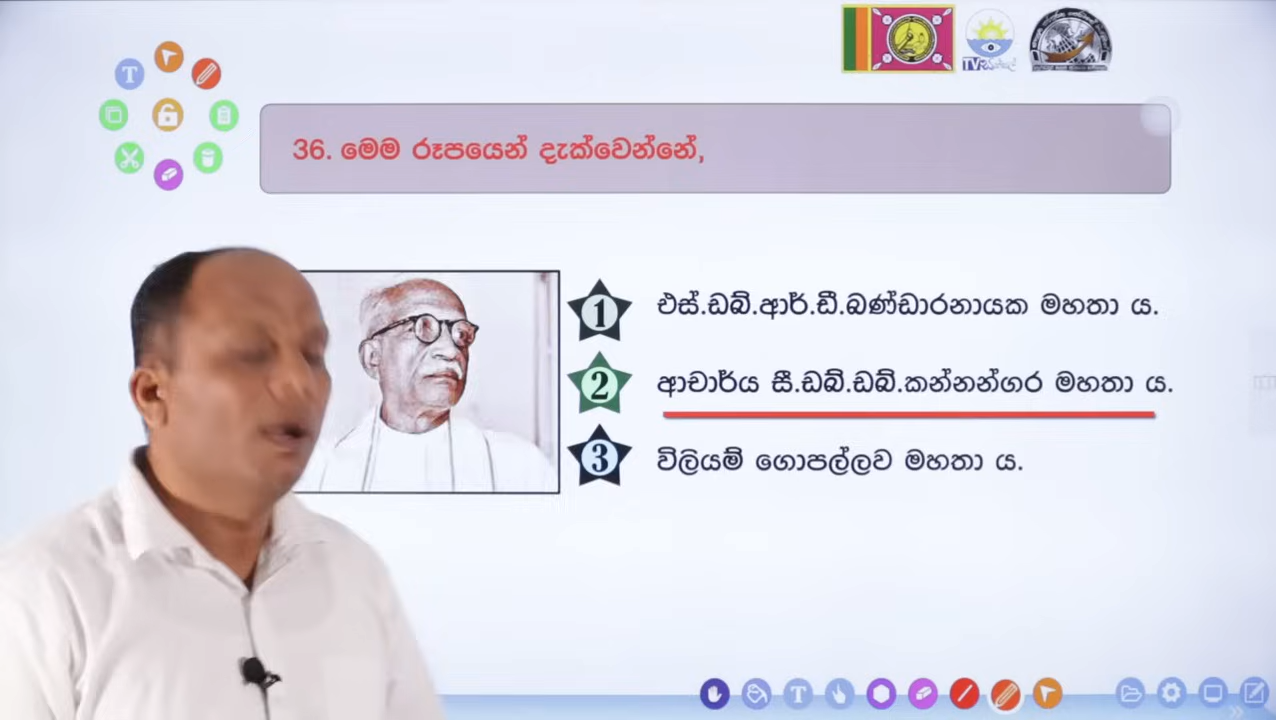 T
36. මෙම රූපයෙන් දැක්වෙන්නේ,
1 එස්.ඩබ්.ආර්.ඩී.බණ්ඩාරනායක මහතා ය.
2 ආචාර්ය සී.ඩබ්.ඩබ්.කන්නන්ගර මහතා ය.
3 විලියම් ගොපල්ලව මහතා ය.
T